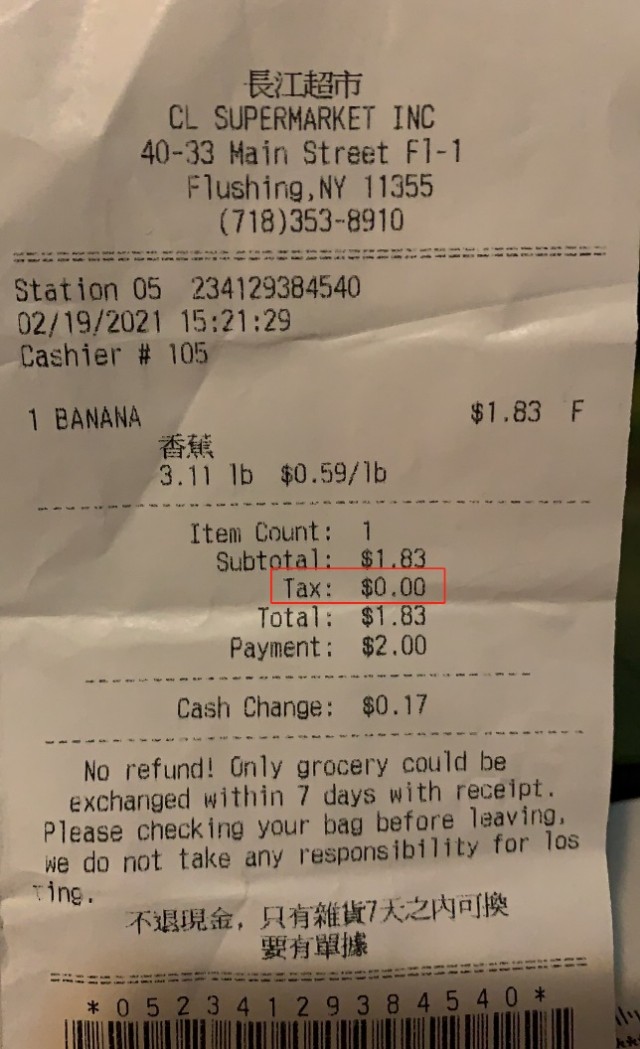 長江超市
CL SUPERMARKET INC
40-33 Main Street Fl-1
Flushing,NY 11355
(718)353-8910
Station 05 234129384540
02/19/2021 15:21:29
Cashier # 105
1 BANANA $1.83 F
香蕉
3.11 lb $0.59/lb
Item Count: 1
Subtotal: $1.83
Tax: $0.00
Total: $1.83
Payment: $2.00
Cash Change: $0.17
No refund! Only grocery could be
exchanged within 7 days with receipt.
Please checking your bag before leaving,
we do not take any responsibility for los
ting.
不退現金, 只有雜貨7天之內可換
要有單據
*05234129384540*